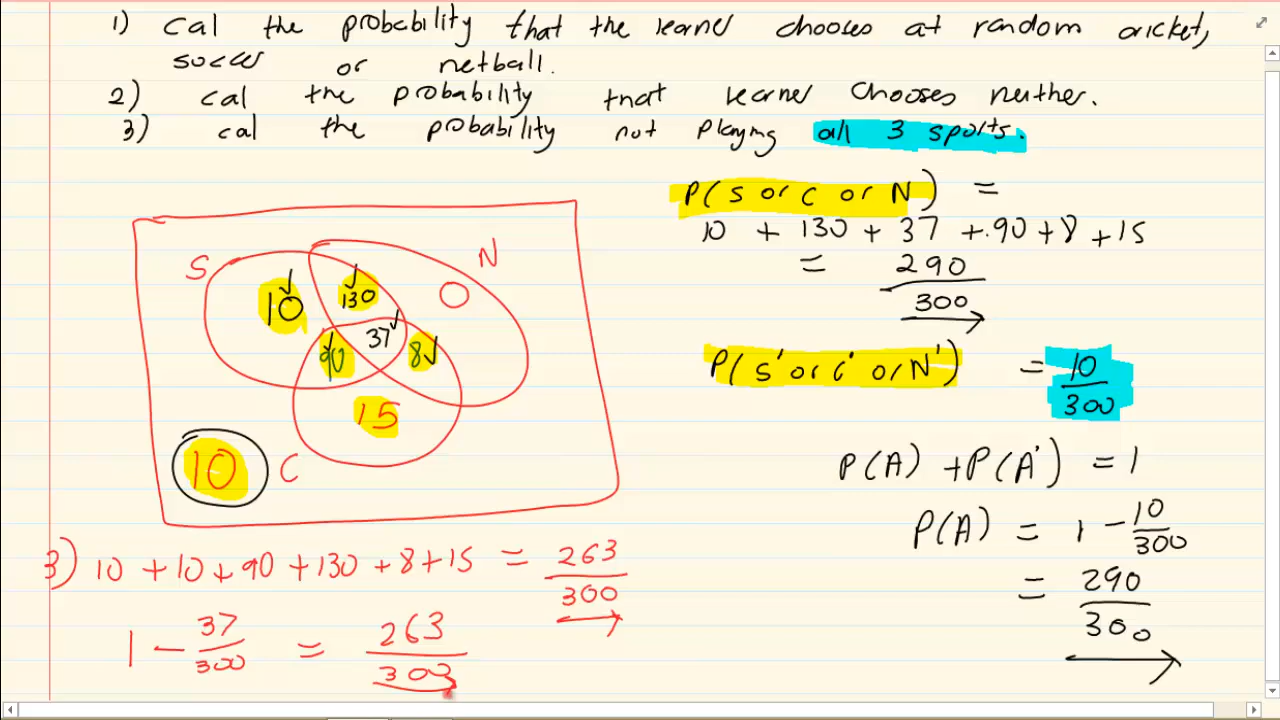 1) cal the probability that the learner chooses at random cricket,
soccer or netball.
2) cal the probability that learner chooses neither.
3) cal the probability not playing all 3 sports.
P(S or C or N) =
10 + 130 + 37 + 90 + 8 + 15
= 290/300
S
N
10
130
0
90
37
8
15
10
C
P(S' or C' or N') = 10/300
P(A) + P(A') = 1
P(A) = 1 - 10/300
= 290/300
3) 10 + 10 + 90 + 130 + 8 + 15 = 263/300
1 - 37/300 = 263/300